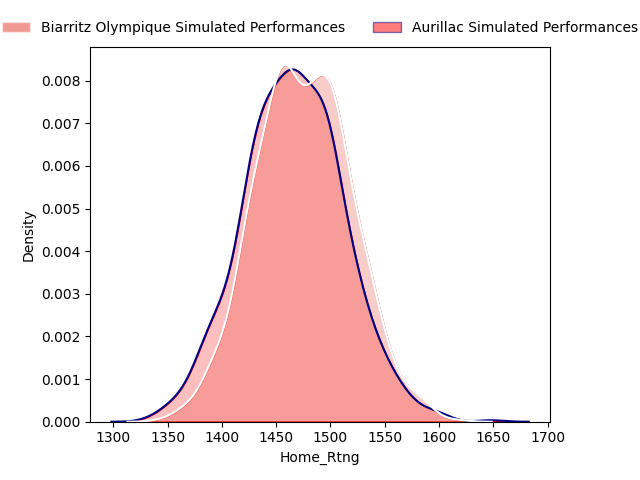 Biarritz Olympique Simulated Performances
Aurillac Simulated Performances
0.008
0.007
0.006
0.005
0.004
0.003
0.002
0.001
0.000
Density
1300 1350 1400 1450 1500 1550 1600 1650 1700
Home_Rtng